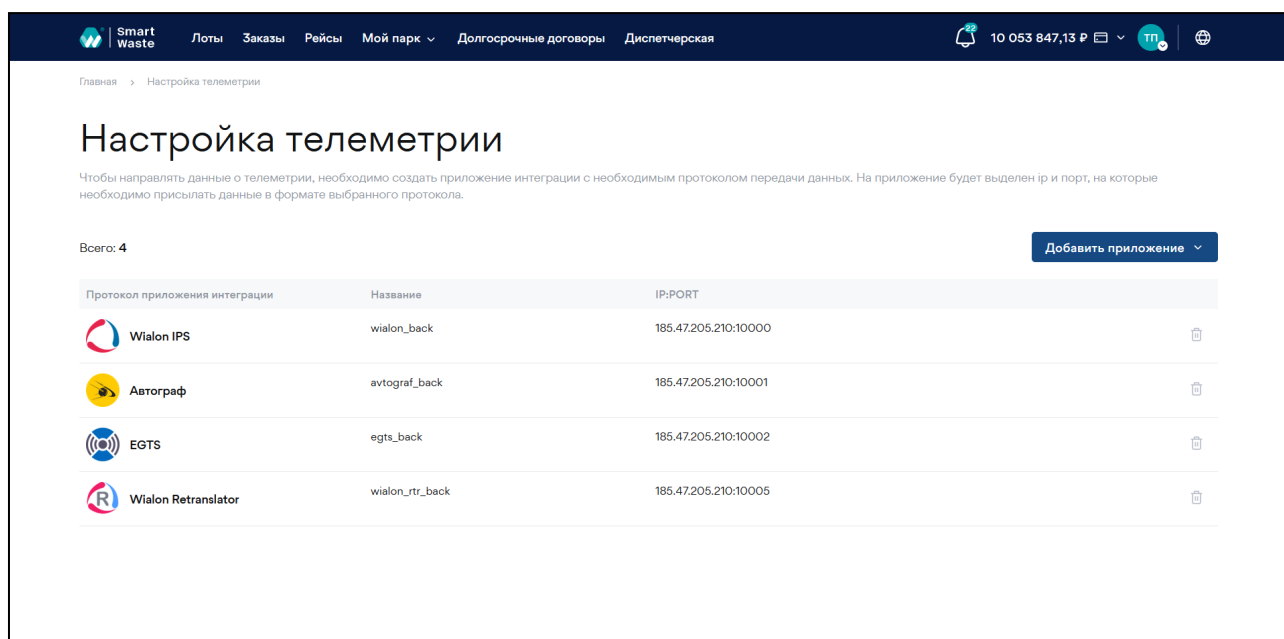 Smart Waste Лоты Заказы Рейсы Мой парк Долгосрочные договоры Диспетчерская 22 10 053 847,13 ₽ ТП
Главная > Настройка телеметрии
Настройка телеметрии
Чтобы направлять данные о телеметрии, необходимо создать приложение интеграции с необходимым протоколом передачи данных. На приложение будет выделен ip и порт, на которые
необходимо присылать данные в формате выбранного протокола.
Всего: 4 Добавить приложение
Протокол приложения интеграции Название IP:PORT
Wialon IPS wialon_back 185.47.205.210:10000
Автограф avtograf_back 185.47.205.210:10001
EGTS egts_back 185.47.205.210:10002
R Wialon Retranslator wialon_rtr_back 185.47.205.210:10005